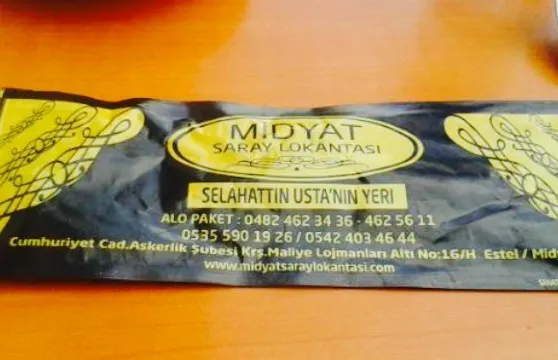 MİDYAT
SARAY LOKANTASI
SELAHATTİN USTA'NIN YERİ
ALO PAKET : 0482 462 34 36 - 462 56 11
0535 590 19 26 / 0542 403 46 44
Cumhuriyet Cad.Askerlik Şubesi Krş.Maliye Lojmanları Altı No:16/H Estel /
www.midyatsaraylokantasi.com